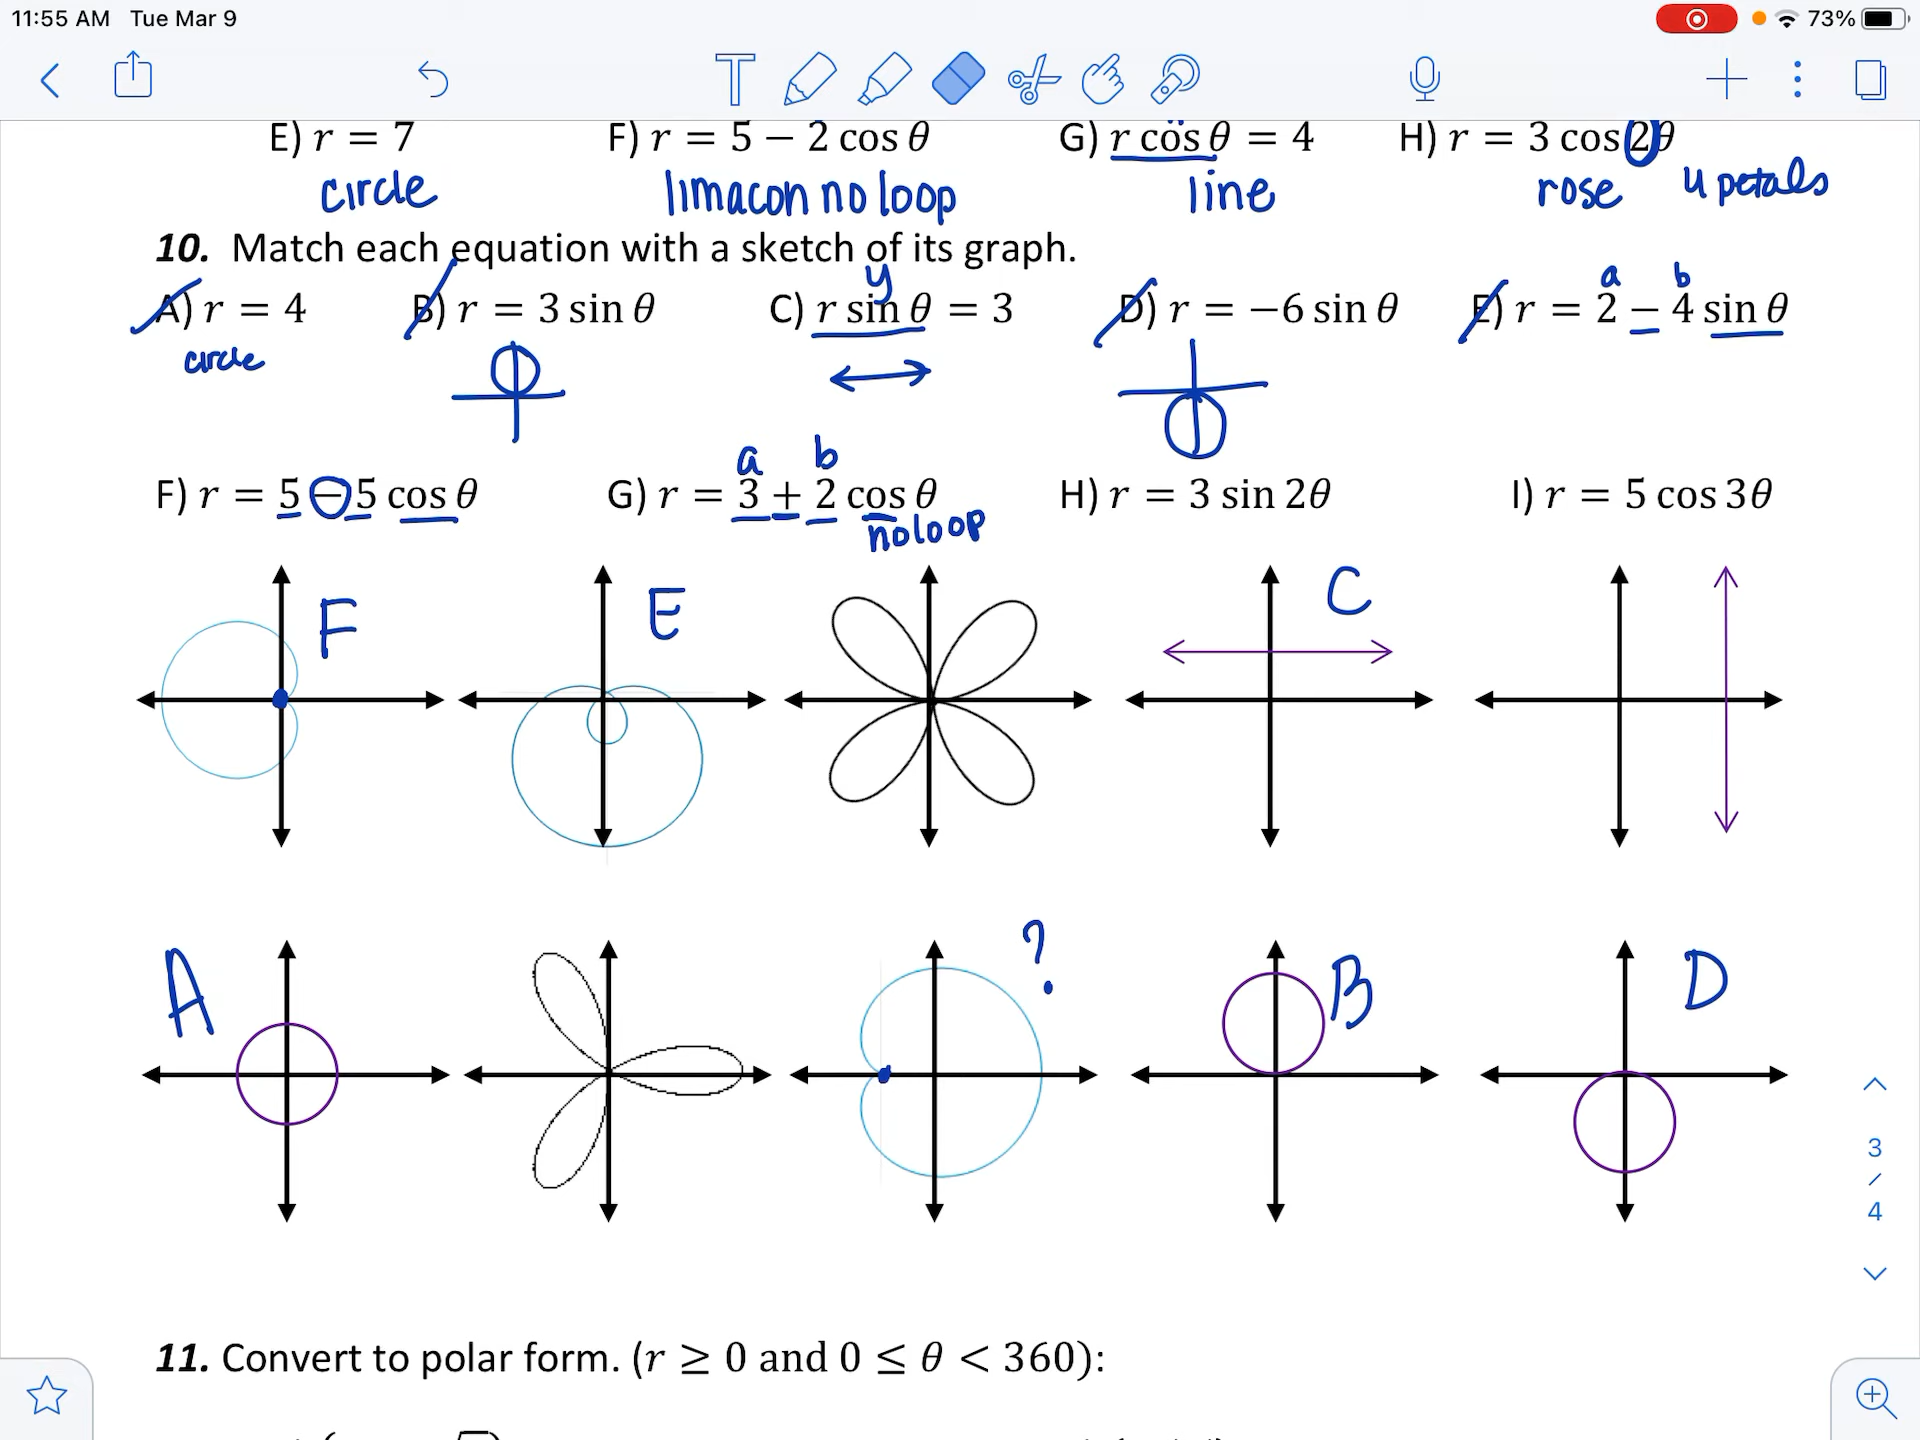 11:55 AM Tue Mar 9 73%
E) r = 7 F) r = 5 − 2 cos θ G) r cos θ = 4 H) r = 3 cos 2θ
circle limacon no loop line rose 4 petals
10. Match each equation with a sketch of its graph.
y a b
A) r = 4 B) r = 3 sin θ C) r sin θ = 3 D) r = −6 sin θ E) r = 2 − 4 sin θ
circle
a b
F) r = 5 − 5 cos θ G) r = 3 + 2 cos θ H) r = 3 sin 2θ I) r = 5 cos 3θ
no loop
F E C
A ? B D
3
/
4
11. Convert to polar form. (r ≥ 0 and 0 ≤ θ < 360):